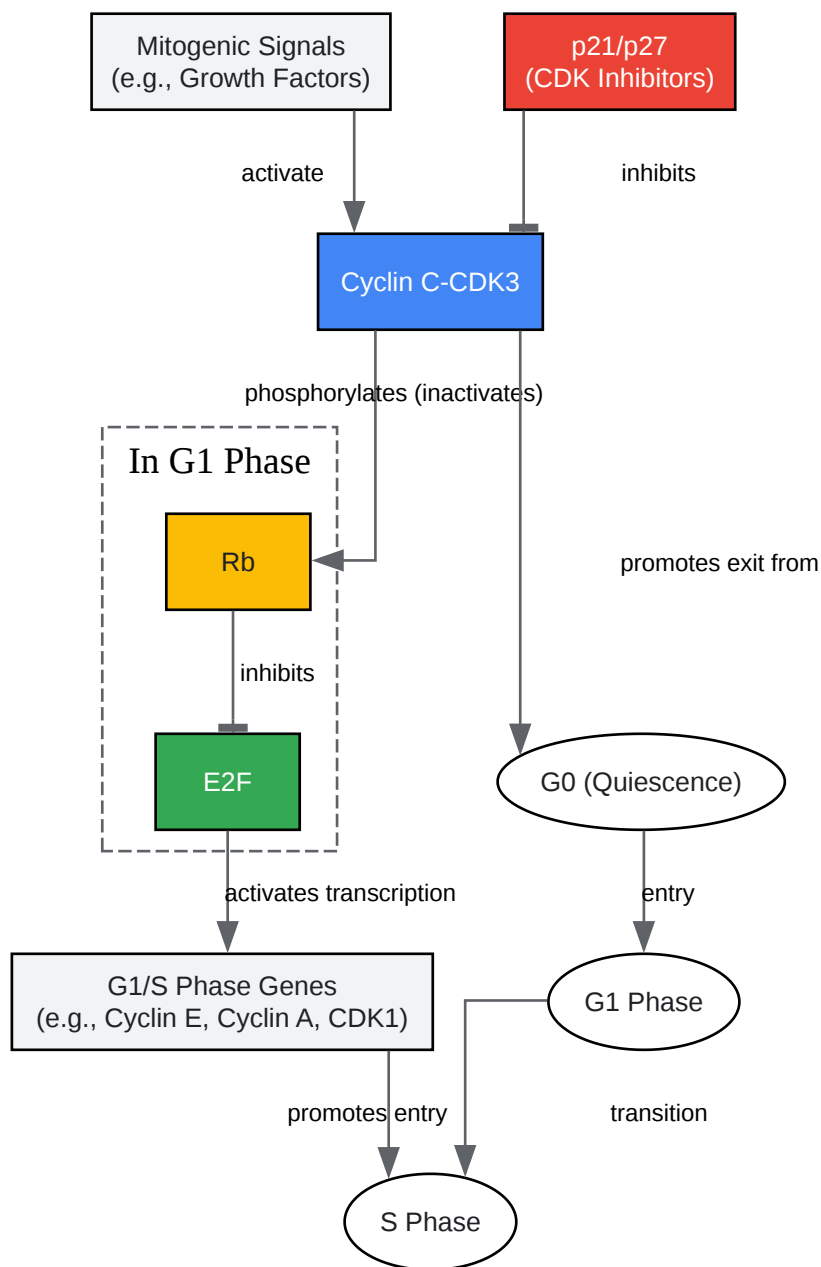 Mitogenic Signals
(e.g., Growth Factors)
p21/p27
(CDK Inhibitors)
activate
inhibits
Cyclin C-CDK3
phosphorylates (inactivates)
In G1 Phase
Rb
promotes exit from
inhibits
E2F
G0 (Quiescence)
activates transcription
entry
G1/S Phase Genes
(e.g., Cyclin E, Cyclin A, CDK1)
G1 Phase
promotes entry
transition
S Phase